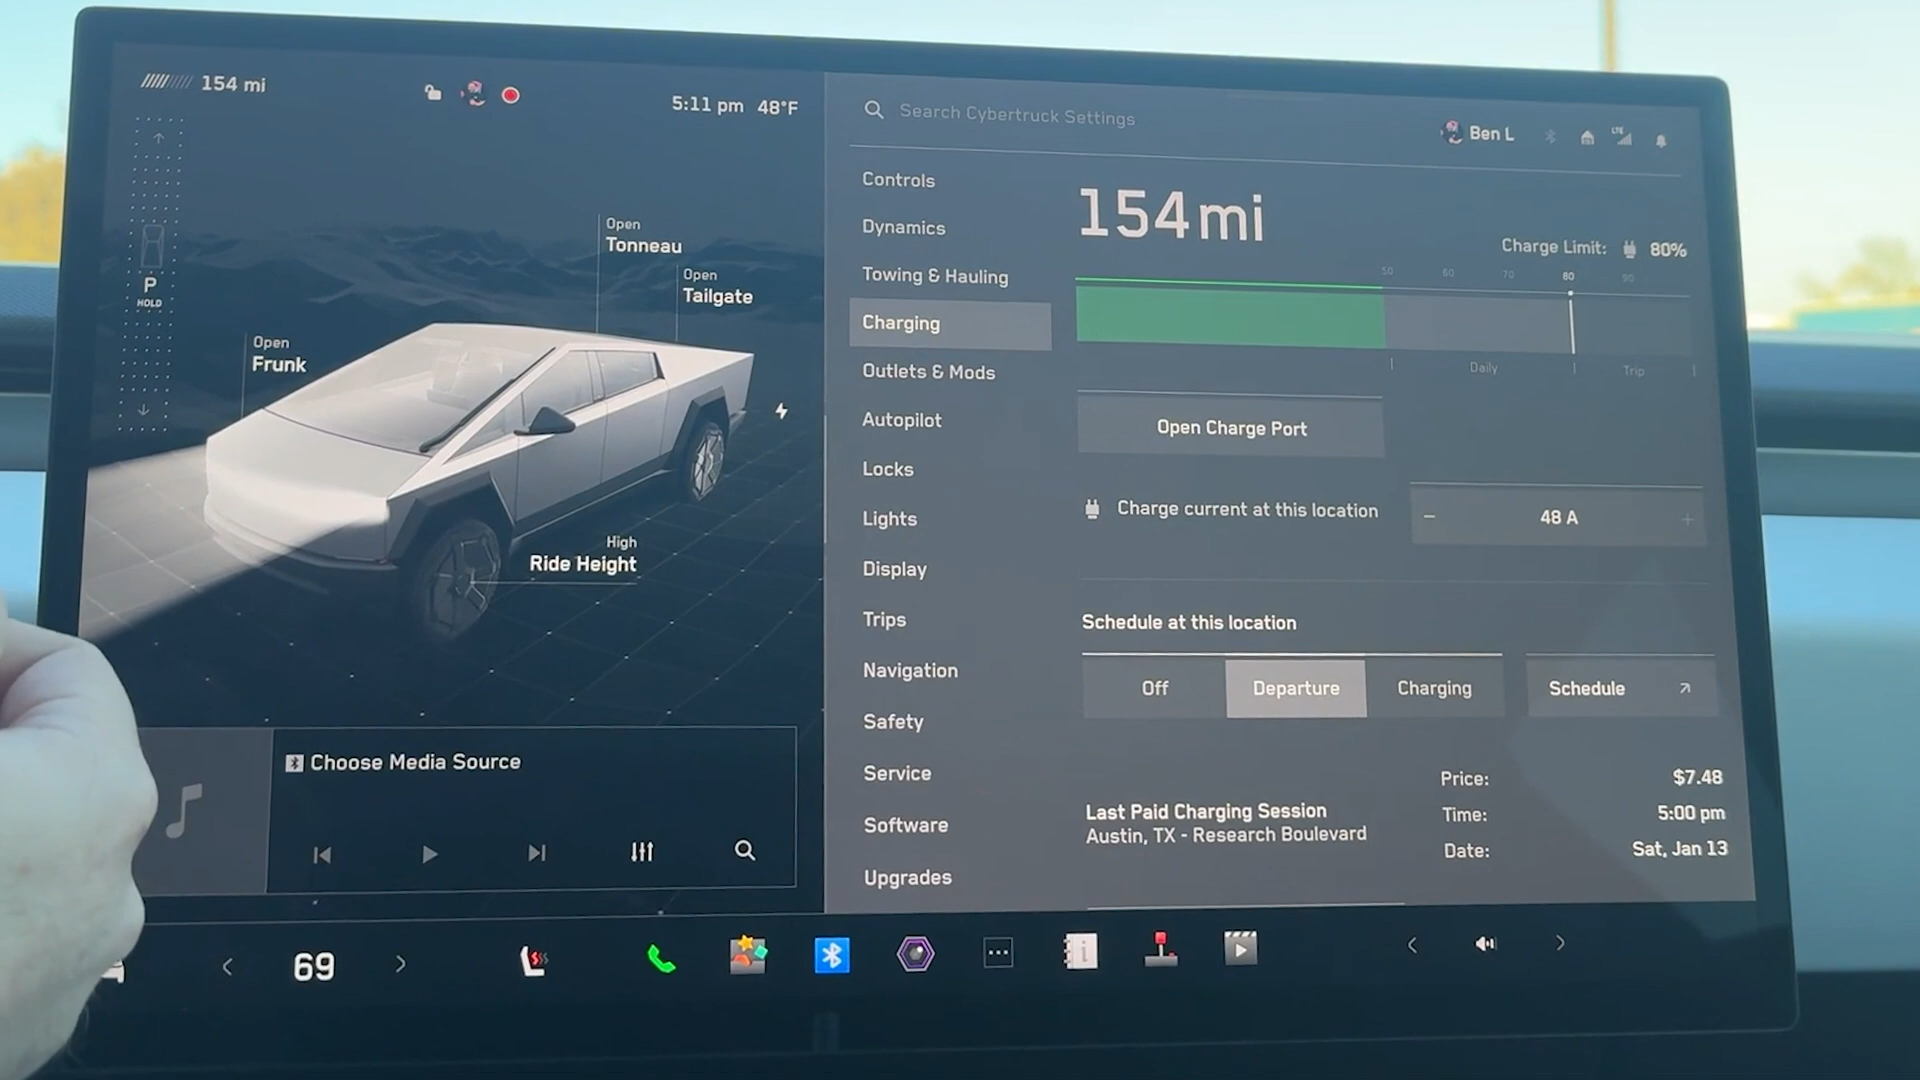 154 mi
5:11 pm 48°F
Open
Tonneau
Open
Tailgate
Open
Frunk
P
HOLD
High
Ride Height
Choose Media Source
69
Search Cybertruck Settings
Ben L
LTE
Controls
Dynamics
Towing & Hauling
Charging
Outlets & Mods
Autopilot
Locks
Lights
Display
Trips
Navigation
Safety
Service
Software
Upgrades
154 mi
Charge Limit: 80%
50 60 70 80 90
Daily Trip
Open Charge Port
Charge current at this location
− 48 A +
Schedule at this location
Off Departure Charging Schedule
Last Paid Charging Session
Austin, TX - Research Boulevard
Price: $7.48
Time: 5:00 pm
Date: Sat, Jan 13